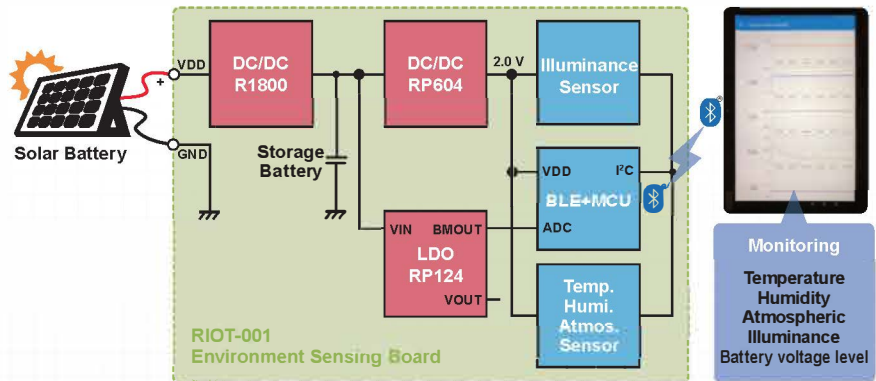 VDD
+
GND
Solar Battery
DC/DC
R1800
Storage
Battery
DC/DC
RP604
2.0 V
Illuminance
Sensor
VDD
I²C
BLE+MCU
ADC
VIN
BMOUT
LDO
RP124
VOUT
Temp.
Humi.
Atmos.
Sensor
RIOT-001
Environment Sensing Board
®
Monitoring
Temperature
Humidity
Atmospheric
Illuminance
Battery voltage level